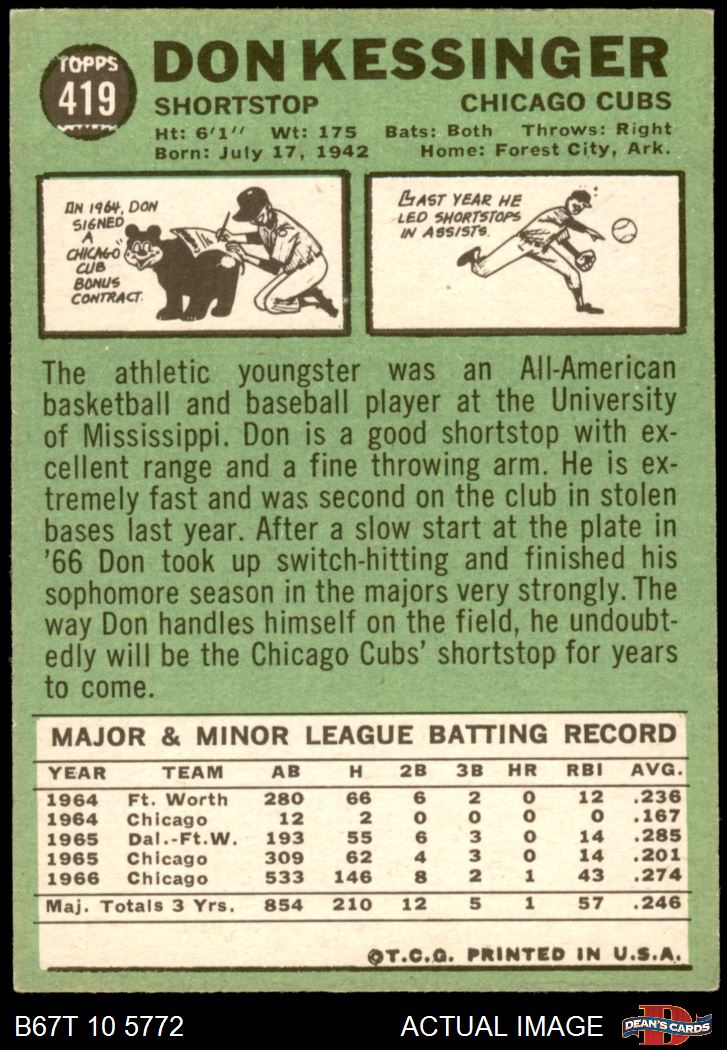 TOPPS
419
DON KESSINGER
SHORTSTOP CHICAGO CUBS
Ht: 6'1" Wt: 175 Bats: Both Throws: Right
Born: July 17, 1942 Home: Forest City, Ark.
IN 1964, DON
SIGNED
A
"CHICAGO"
CUB
BONUS
CONTRACT.
LAST YEAR HE
LED SHORTSTOPS
IN ASSISTS.
The athletic youngster was an All-American
basketball and baseball player at the University
of Mississippi. Don is a good shortstop with ex-
cellent range and a fine throwing arm. He is ex-
tremely fast and was second on the club in stolen
bases last year. After a slow start at the plate in
'66 Don took up switch-hitting and finished his
sophomore season in the majors very strongly. The
way Don handles himself on the field, he undoubt-
edly will be the Chicago Cubs' shortstop for years
to come.
MAJOR & MINOR LEAGUE BATTING RECORD
YEAR TEAM AB H 2B 3B HR RBI AVG.
1964 Ft. Worth 280 66 6 2 0 12 .236
1964 Chicago 12 2 0 0 0 0 .167
1965 Dal.-Ft.W. 193 55 6 3 0 14 .285
1965 Chicago 309 62 4 3 0 14 .201
1966 Chicago 533 146 8 2 1 43 .274
Maj. Totals 3 Yrs. 854 210 12 5 1 57 .246
©T.C.G. PRINTED IN U.S.A.
B67T 10 5772 ACTUAL IMAGE
D
DEAN'S CARDS